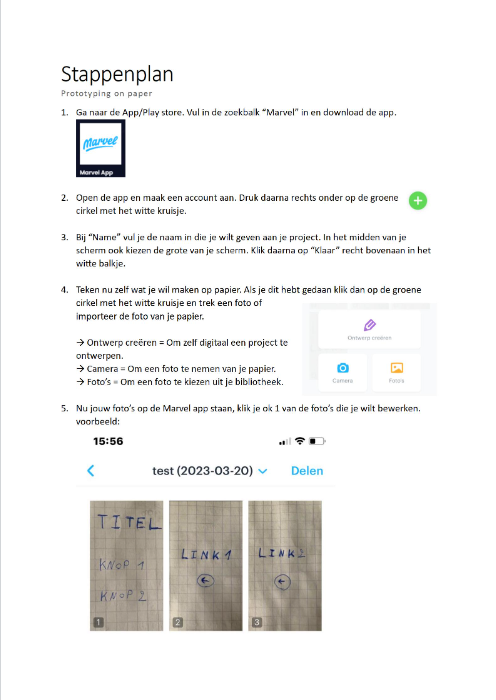 Stappenplan
Prototyping on paper
1. Ga naar de App/Play store. Vul in de zoekbalk "Marvel" in en download de app.
Marvel
Marvel App
2. Open de app en maak een account aan. Druk daarna rechts onder op de groene
cirkel met het witte kruisje.
3. Bij "Name" vul je de naam in die je wilt geven aan je project. In het midden van je
scherm ook kiezen de grote van je scherm. Klik daarna op "Klaar" recht bovenaan in het
witte balkje.
4. Teken nu zelf wat je wil maken op papier. Als je dit hebt gedaan klik dan op de groene
cirkel met het witte kruisje en trek een foto of
importeer de foto van je papier.
Ontwerp creëren
→ Ontwerp creëren = Om zelf digitaal een project te
ontwerpen.
→ Camera = Om een foto te nemen van je papier.
→ Foto's = Om een foto te kiezen uit je bibliotheek.
Camera
Foto's
5. Nu jouw foto's op de Marvel app staan, klik je ok 1 van de foto's die je wilt bewerken.
voorbeeld:
15:56
test (2023-03-20)
Delen
TITEL
KNOP 1
KNOP 2
1
LINK 1
2
LINK 2
3